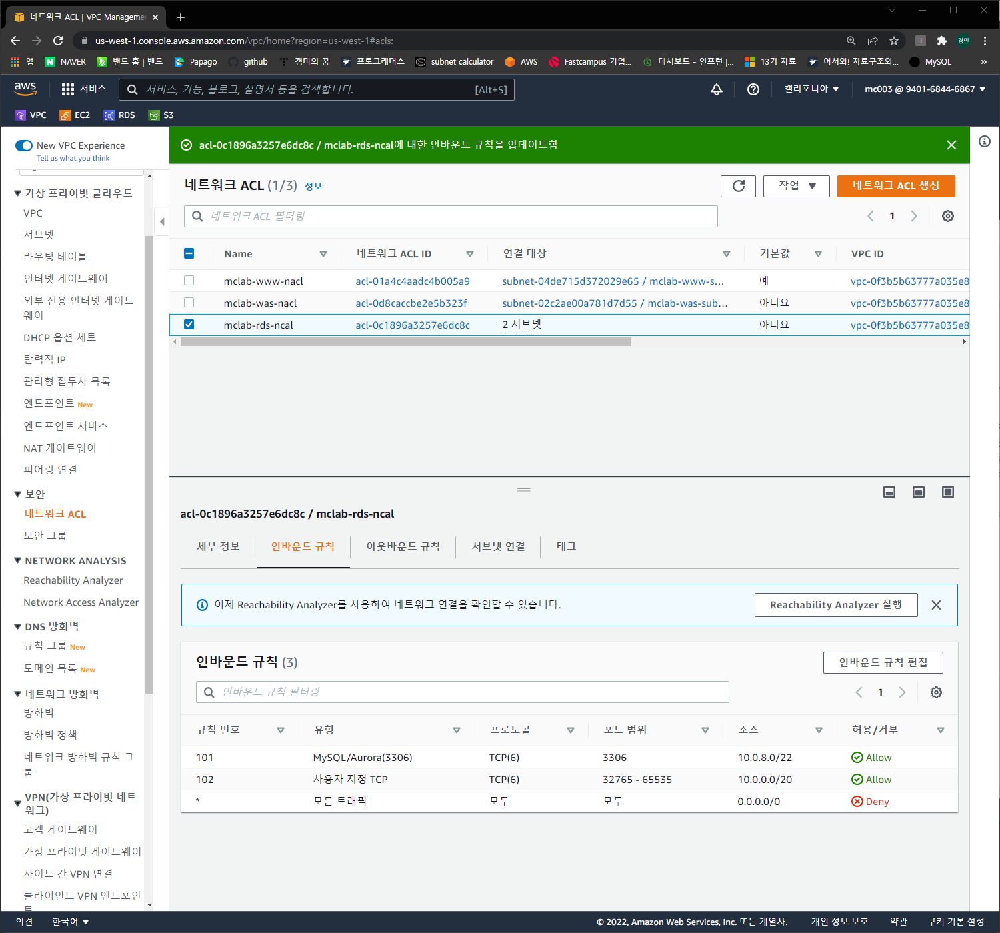 네트워크 ACL | VPC Manageme
us-west-1.console.aws.amazon.com/vpc/home?region=us-west-1#acls:
I
경민
앱
NAVER
밴드 홈 | 밴드
Papago
github
캠미의 꿈
프로그래머스
subnet calculator
AWS
Fastcampus 기업...
대시보드 - 인프런 |...
13기 자료
어서와! 자료구조와...
MySQL
»
aws
서비스
서비스, 기능, 블로그, 설명서 등을 검색합니다.
[Alt+S]
캘리포니아 ▼
mc003 @ 9401-6844-6867 ▼
VPC
EC2
RDS
S3
New VPC Experience
Tell us what you think
가상 프라이빗 클라우드
VPC
서브넷
라우팅 테이블
인터넷 게이트웨이
외부 전용 인터넷 게이트
웨이
DHCP 옵션 세트
탄력적 IP
관리형 접두사 목록
엔드포인트 New
엔드포인트 서비스
NAT 게이트웨이
피어링 연결
보안
네트워크 ACL
보안 그룹
NETWORK ANALYSIS
Reachability Analyzer
Network Access Analyzer
DNS 방화벽
규칙 그룹 New
도메인 목록 New
네트워크 방화벽
방화벽
방화벽 정책
네트워크 방화벽 규칙 그
룹
VPN(가상 프라이빗 네트
워크)
고객 게이트웨이
가상 프라이빗 게이트웨이
사이트 간 VPN 연결
클라이언트 VPN 엔드포인
트
acl-0c1896a3257e6dc8c / mclab-rds-ncal에 대한 인바운드 규칙을 업데이트함
네트워크 ACL (1/3) 정보
작업 ▼
네트워크 ACL 생성
네트워크 ACL 필터링
1
Name 네트워크 ACL ID 연결 대상 기본값 VPC ID
mclab-www-nacl acl-01a4c4aadc4b005a9 subnet-04de715d372029e65 / mclab-www-s... 예 vpc-0f3b5b63777a035e8
mclab-was-nacl acl-0d8caccbe2e5b323f subnet-02c2ae00a781d7d55 / mclab-was-sub... 아니요 vpc-0f3b5b63777a035e8
mclab-rds-ncal acl-0c1896a3257e6dc8c 2 서브넷 아니요 vpc-0f3b5b63777a035e8
acl-0c1896a3257e6dc8c / mclab-rds-ncal
세부 정보
인바운드 규칙
아웃바운드 규칙
서브넷 연결
태그
이제 Reachability Analyzer를 사용하여 네트워크 연결을 확인할 수 있습니다.
Reachability Analyzer 실행
인바운드 규칙 (3)
인바운드 규칙 편집
인바운드 규칙 필터링
1
규칙 번호 유형 프로토콜 포트 범위 소스 허용/거부
101 MySQL/Aurora(3306) TCP(6) 3306 10.0.8.0/22 Allow
102 사용자 지정 TCP TCP(6) 32765 - 65535 10.0.0.0/20 Allow
* 모든 트래픽 모두 모두 0.0.0.0/0 Deny
의견
한국어 ▼
© 2022, Amazon Web Services, Inc. 또는 계열사.
개인 정보 보호
약관
쿠키 기본 설정